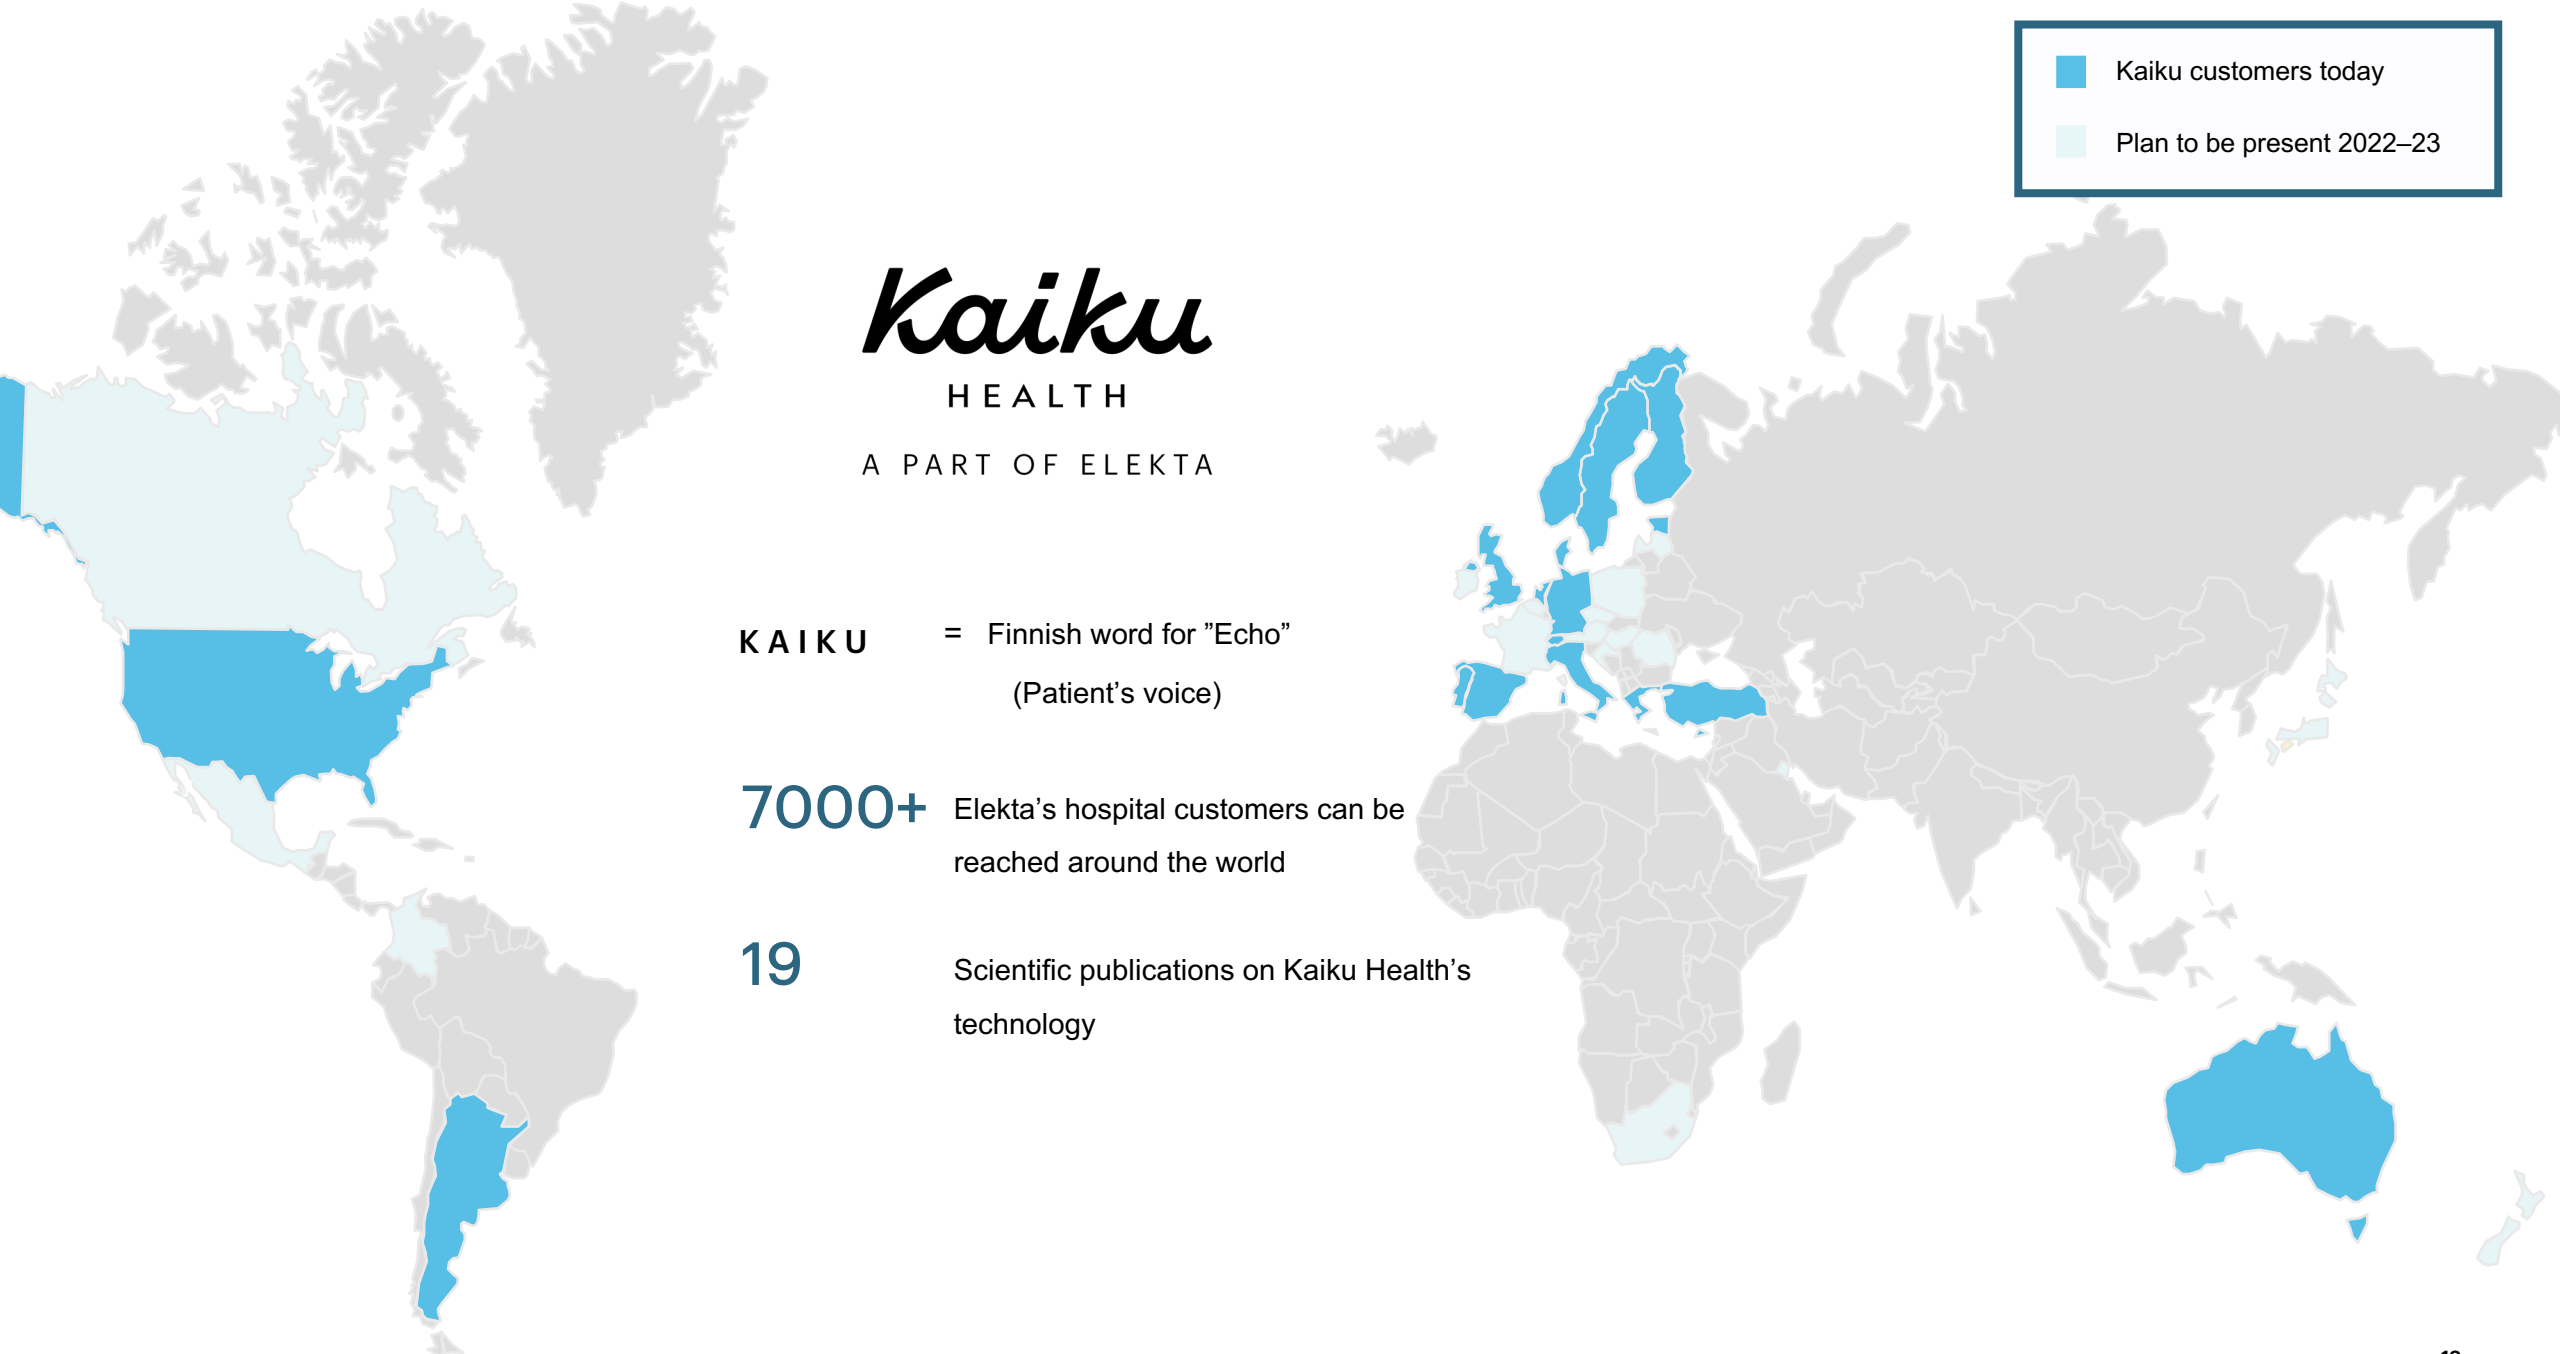 Kaiku customers today
Plan to be present 2022–23
Kaiku
HEALTH
A PART OF ELEKTA
KAIKU = Finnish word for ”Echo”
(Patient’s voice)
7000+ Elekta’s hospital customers can be
reached around the world
19 Scientific publications on Kaiku Health’s
technology